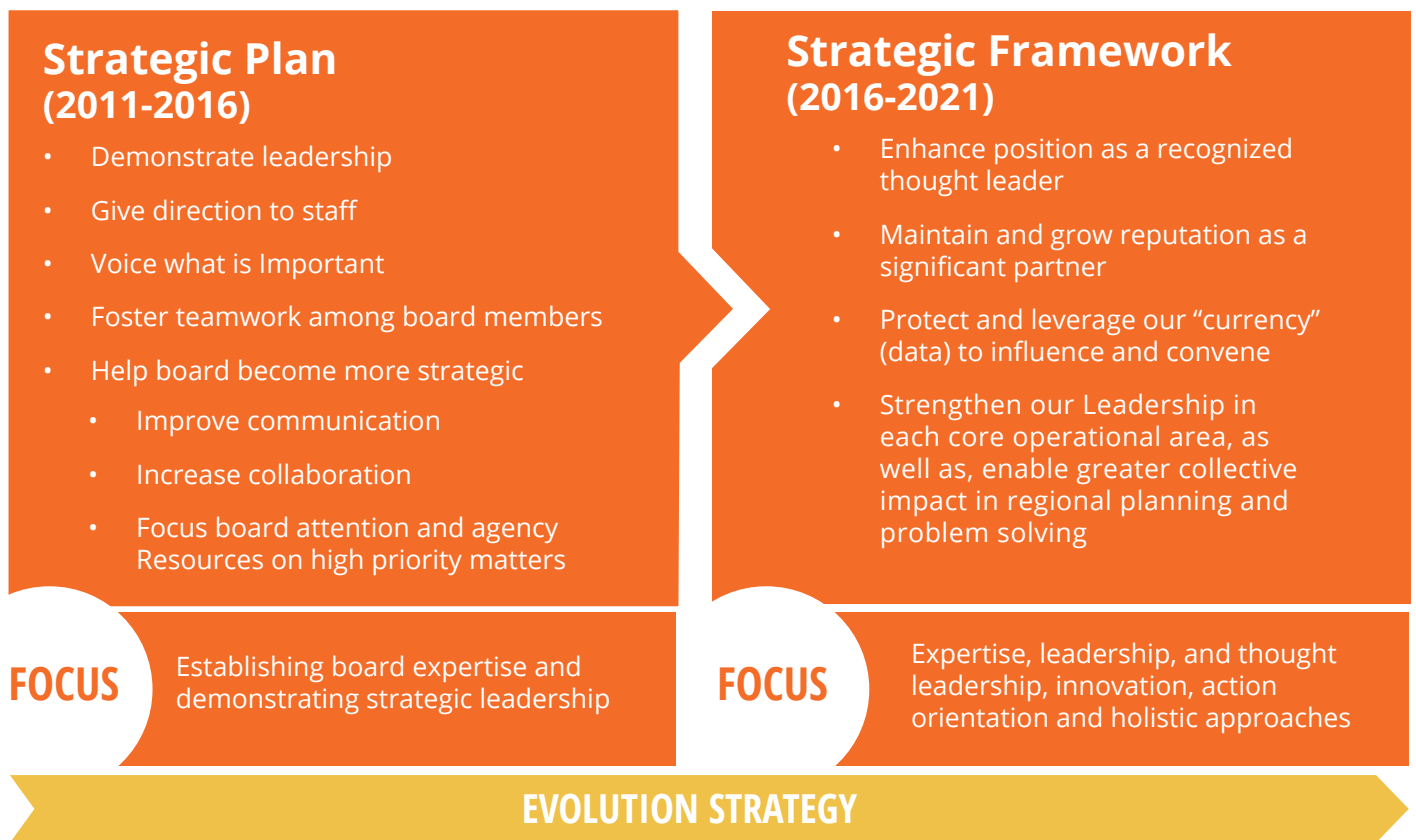 Strategic Plan
(2011-2016)
• Demonstrate leadership
• Give direction to staff
• Voice what is Important
• Foster teamwork among board members
• Help board become more strategic
• Improve communication
• Increase collaboration
• Focus board attention and agency
Resources on high priority matters
FOCUS
Establishing board expertise and
demonstrating strategic leadership
Strategic Framework
(2016-2021)
• Enhance position as a recognized
thought leader
• Maintain and grow reputation as a
significant partner
• Protect and leverage our “currency”
(data) to influence and convene
• Strengthen our Leadership in
each core operational area, as
well as, enable greater collective
impact in regional planning and
problem solving
FOCUS
Expertise, leadership, and thought
leadership, innovation, action
orientation and holistic approaches
EVOLUTION STRATEGY